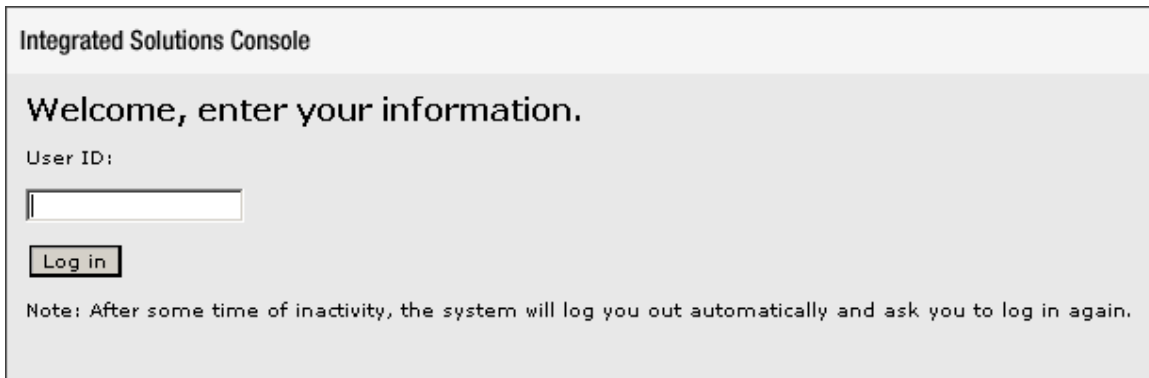 Integrated Solutions Console
Welcome, enter your information.
User ID:
Log in
Note: After some time of inactivity, the system will log you out automatically and ask you to log in again.